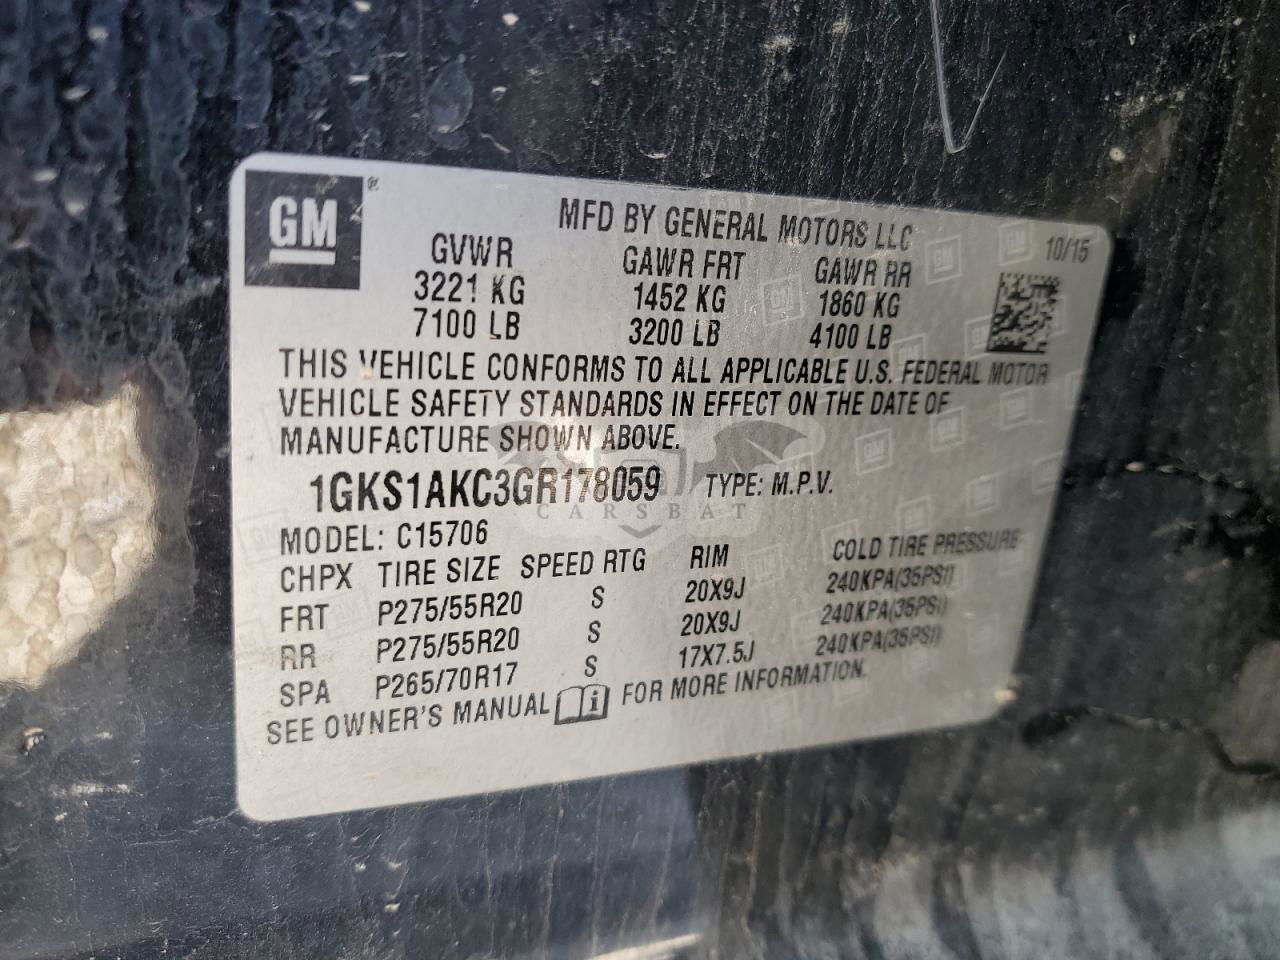 GM ®
MFD BY GENERAL MOTORS LLC
10/15
GVWR GAWR FRT GAWR RR
3221 KG 1452 KG 1860 KG
7100 LB 3200 LB 4100 LB
THIS VEHICLE CONFORMS TO ALL APPLICABLE U.S. FEDERAL MOTOR
VEHICLE SAFETY STANDARDS IN EFFECT ON THE DATE OF
MANUFACTURE SHOWN ABOVE.
1GKS1AKC3GR178059 TYPE: M.P.V.
CARSBAT
MODEL: C15706
CHPX TIRE SIZE SPEED RTG RIM COLD TIRE PRESSURE
FRT P275/55R20 S 20X9J 240KPA(35PSI)
RR P275/55R20 S 20X9J 240KPA(35PSI)
SPA P265/70R17 S 17X7.5J 240KPA(35PSI)
SEE OWNER'S MANUAL i FOR MORE INFORMATION.